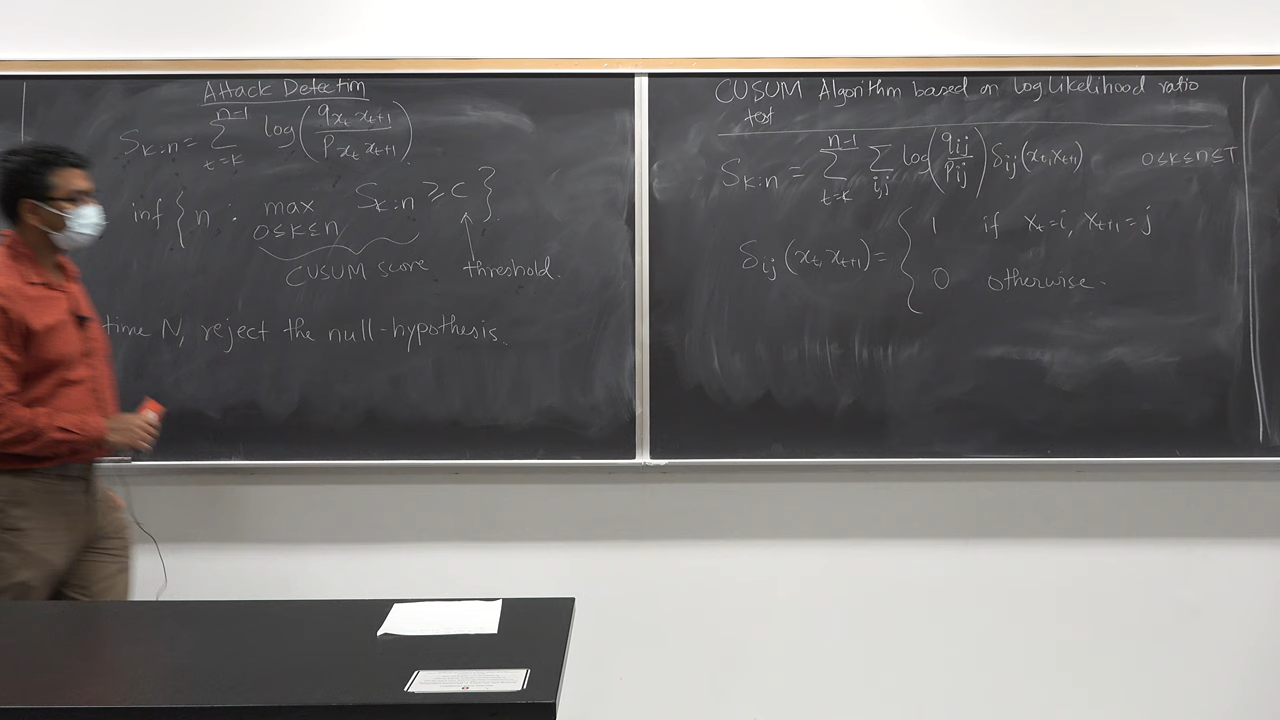 Attack Detection
S_{k:n} = \sum_{t=k}^{n-1} log(q_{x_t x_{t+1}} / p_{x_t x_{t+1}})
inf { n : max_{0≤k≤n} S_{k:n} ≥ c }.
CUSUM score threshold.
time N, reject the null-hypothesis.
CUSUM Algorithm based on log likelihood ratio
test
S_{k:n} = \sum_{t=k}^{n-1} \sum_{i,j} log(q_{ij} / p_{ij}) δ_{ij}(x_t, x_{t+1}) 0≤k≤n≤T
δ_{ij}(x_t, x_{t+1}) = { 1 if x_t=i, x_{t+1}=j
0 otherwise.